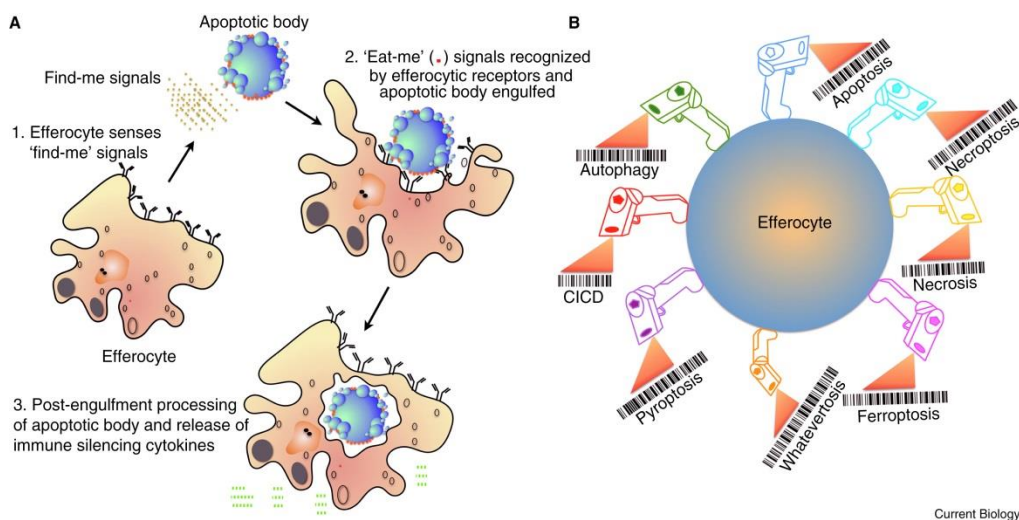 A
Apoptotic body
Find-me signals
1. Efferocyte senses
‘find-me’ signals
2. ‘Eat-me’ (.) signals recognized
by efferocytic receptors and
apoptotic body engulfed
Efferocyte
3. Post-engulfment processing
of apoptotic body and release of
immune silencing cytokines
B
Apoptosis
Necroptosis
Autophagy
Efferocyte
CICD
Necrosis
Pyroptosis
Whatevertosis
Ferroptosis
Current Biology